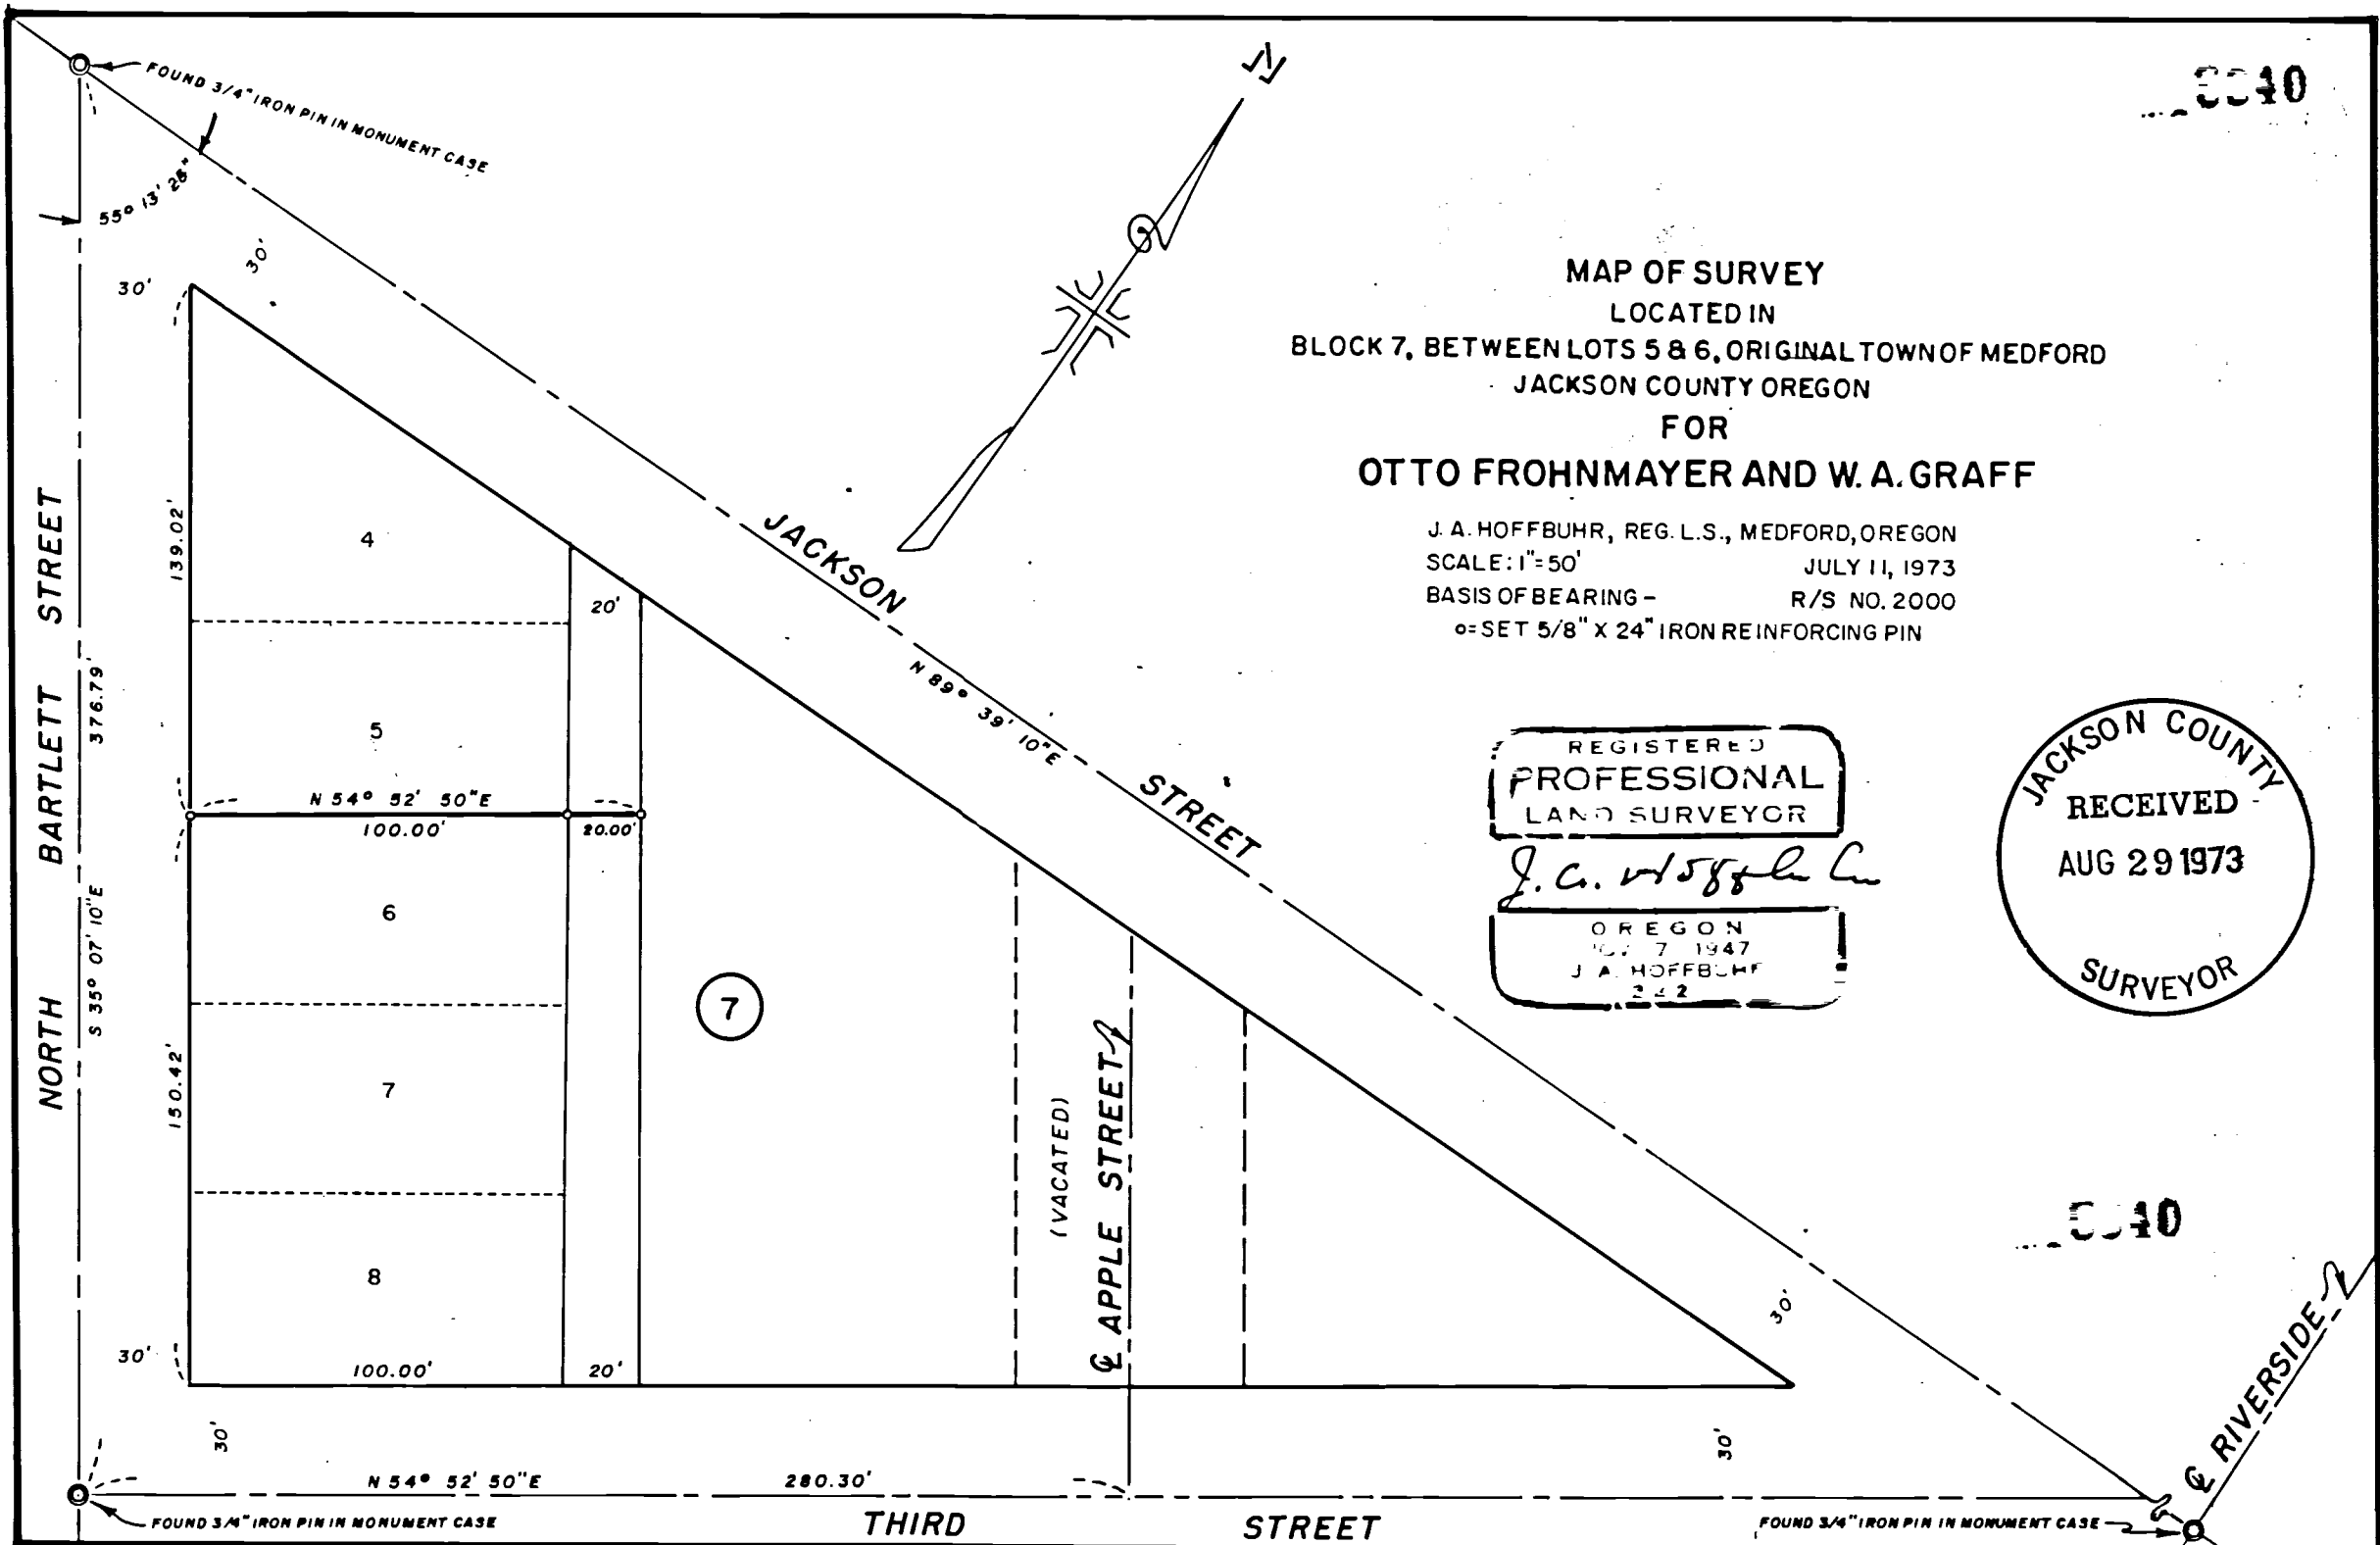 FOUND 3/4" IRON PIN IN MONUMENT CASE
N
55° 13' 28"
30'
30'
MAP OF SURVEY
LOCATED IN
BLOCK 7, BETWEEN LOTS 5 & 6, ORIGINAL TOWN OF MEDFORD
JACKSON COUNTY OREGON
FOR
OTTO FROHNMAYER AND W. A. GRAFF
J. A. HOFFBUHR, REG. L.S., MEDFORD, OREGON
SCALE: 1"=50' JULY 11, 1973
BASIS OF BEARING - R/S NO. 2000
o=SET 5/8" X 24" IRON REINFORCING PIN
NORTH BARTLETT STREET
S 35° 07' 10"E 376.79'
139.02'
150.42'
4
5
20'
N 54° 52' 50"E
100.00' 20.00'
6
7
8
7
JACKSON STREET
N 89° 39' 10"E
(VACATED)
℄ APPLE STREET
REGISTERED
PROFESSIONAL
LAND SURVEYOR
OREGON
7 1947
J. A. HOFFBUHR
JACKSON COUNTY
RECEIVED
AUG 29 1973
SURVEYOR
30'
℄ RIVERSIDE
30'
100.00' 20'
30'
30'
N 54° 52' 50"E 280.30'
FOUND 3/4" IRON PIN IN MONUMENT CASE
THIRD STREET
FOUND 3/4" IRON PIN IN MONUMENT CASE